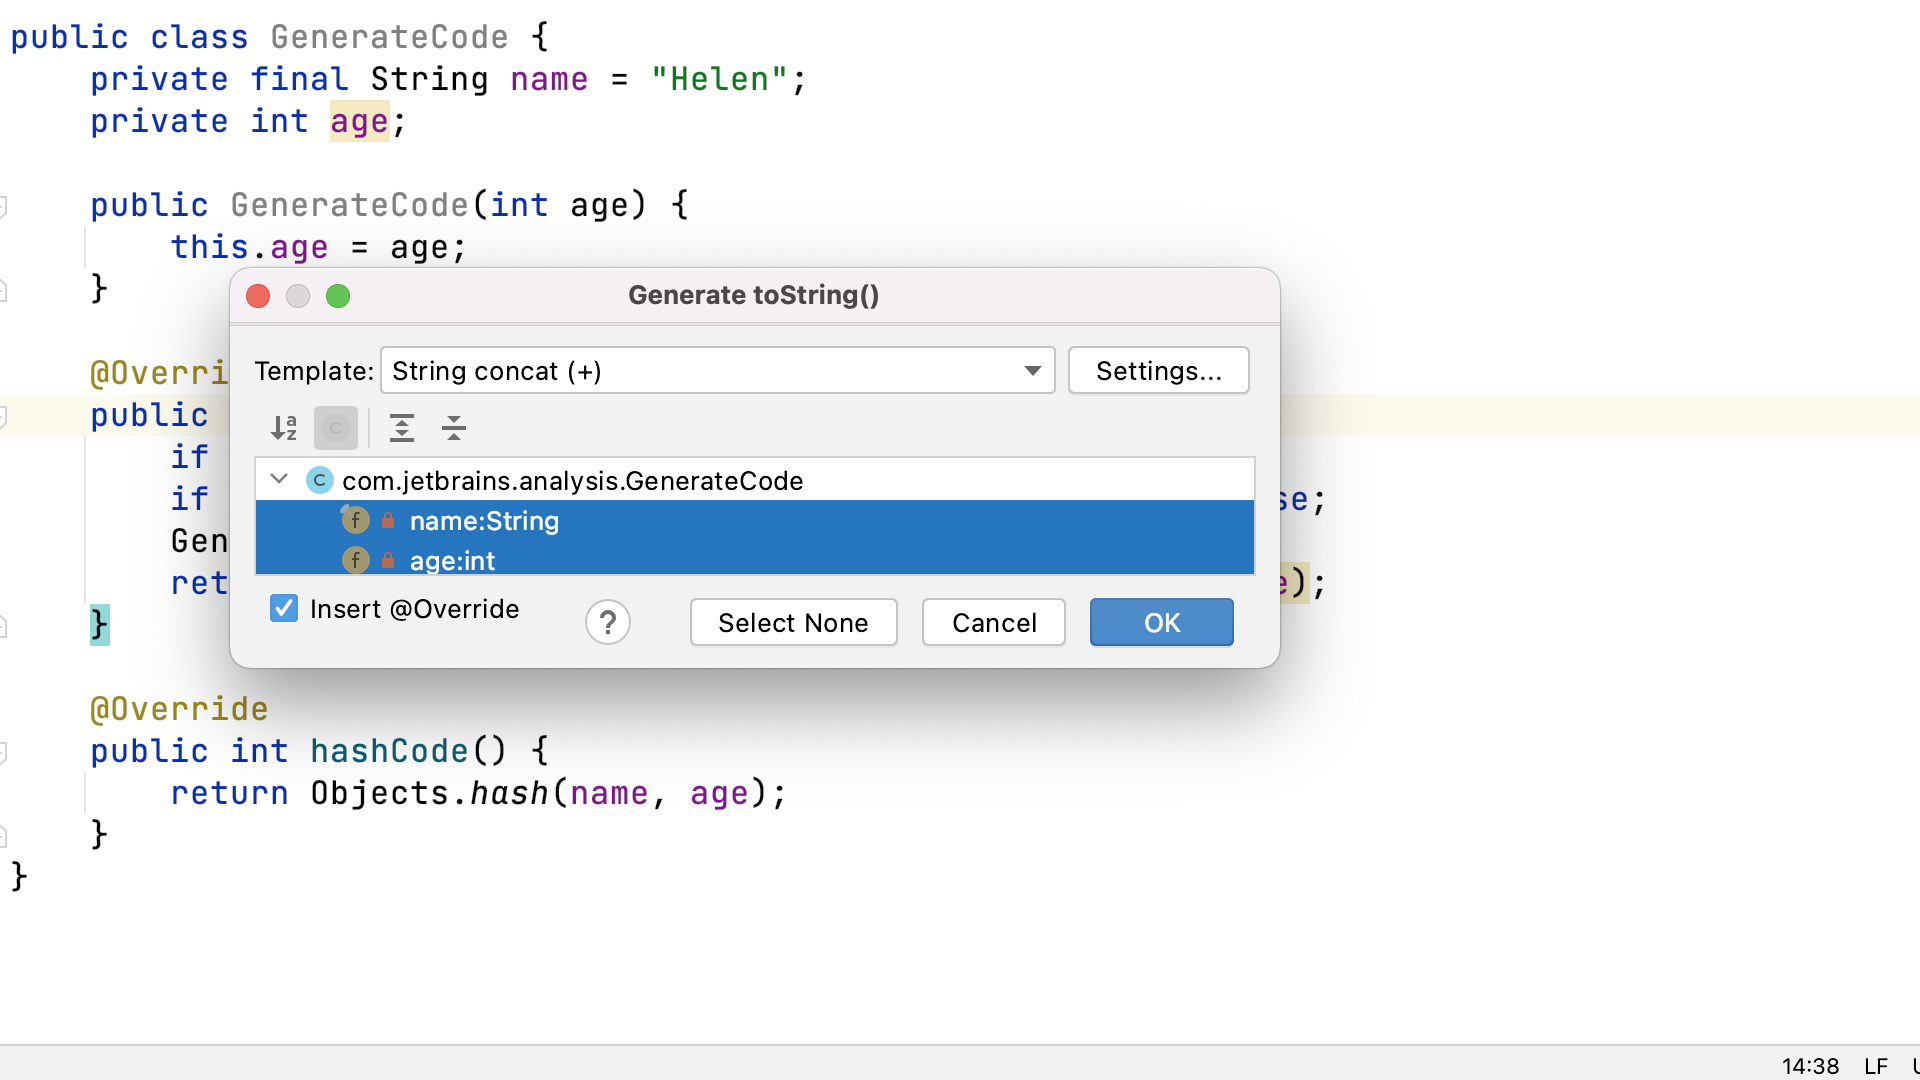 public class GenerateCode {
private final String name = "Helen";
private int age;
public GenerateCode(int age) {
this.age = age;
}
Generate toString()
Template: String concat (+) Settings...
@Overri
public
if
if se;
Gen
ret e);
com.jetbrains.analysis.GenerateCode
name:String
age:int
Insert @Override ? Select None Cancel OK
}
@Override
public int hashCode() {
return Objects.hash(name, age);
}
}
14:38 LF